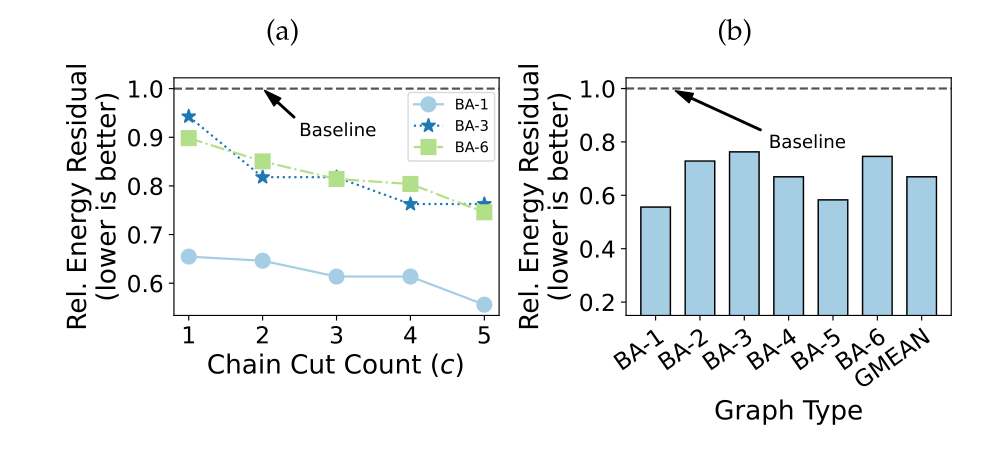 (a)
Rel. Energy Residual
(lower is better)
1.0
0.9
0.8
0.7
0.6
Baseline
BA-1
BA-3
BA-6
1 2 3 4 5
Chain Cut Count (c)
(b)
Rel. Energy Residual
(lower is better)
1.0
0.8
0.6
0.4
0.2
Baseline
BA-1 BA-2 BA-3 BA-4 BA-5 BA-6 GMEAN
Graph Type